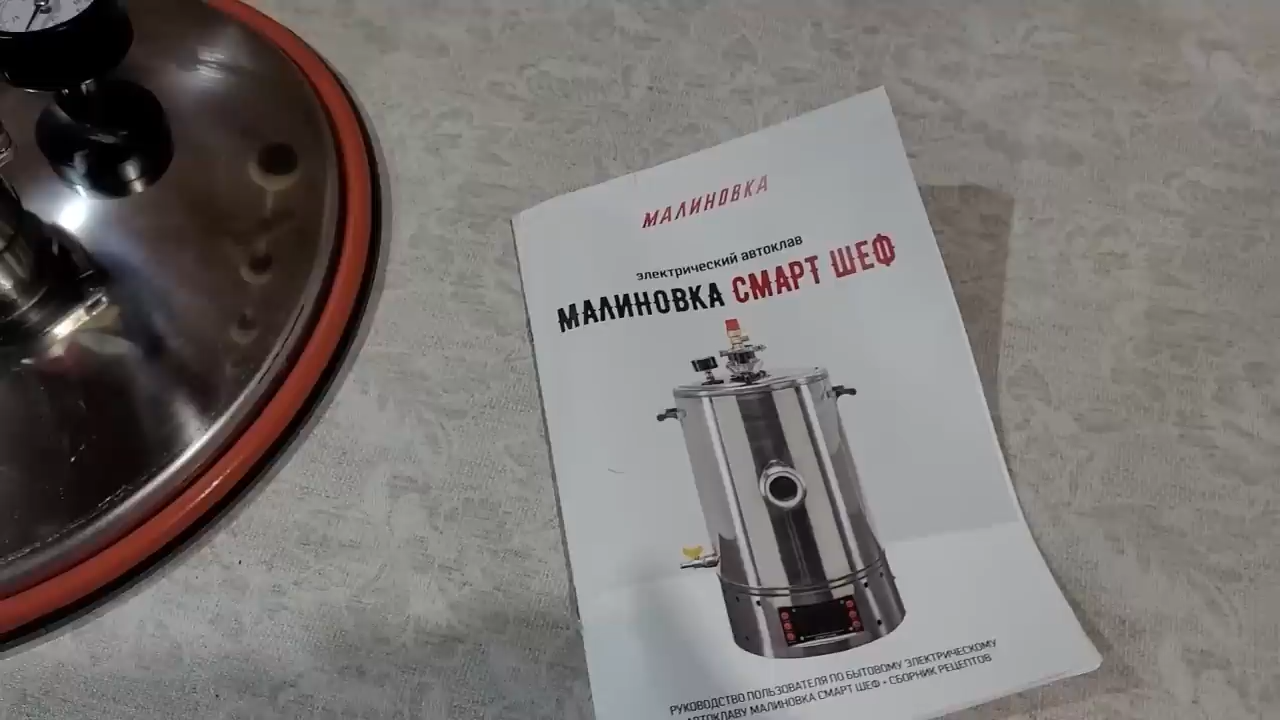 МАЛИНОВКА
электрический автоклав
МАЛИНОВКА СМАРТ ШЕФ
РУКОВОДСТВО ПОЛЬЗОВАТЕЛЯ ПО БЫТОВОМУ ЭЛЕКТРИЧЕСКОМУ
АВТОКЛАВУ МАЛИНОВКА СМАРТ ШЕФ • СБОРНИК РЕЦЕПТОВ